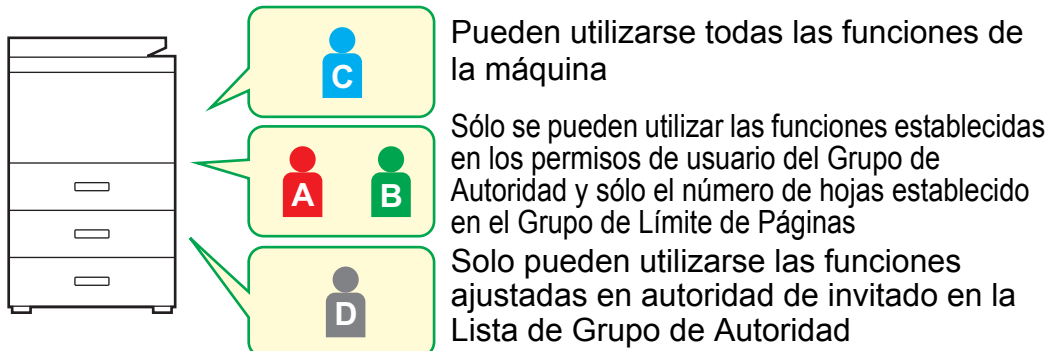 C
Pueden utilizarse todas las funciones de
la máquina
A B
Sólo se pueden utilizar las funciones establecidas
en los permisos de usuario del Grupo de
Autoridad y sólo el número de hojas establecido
en el Grupo de Límite de Páginas
D
Solo pueden utilizarse las funciones
ajustadas en autoridad de invitado en la
Lista de Grupo de Autoridad